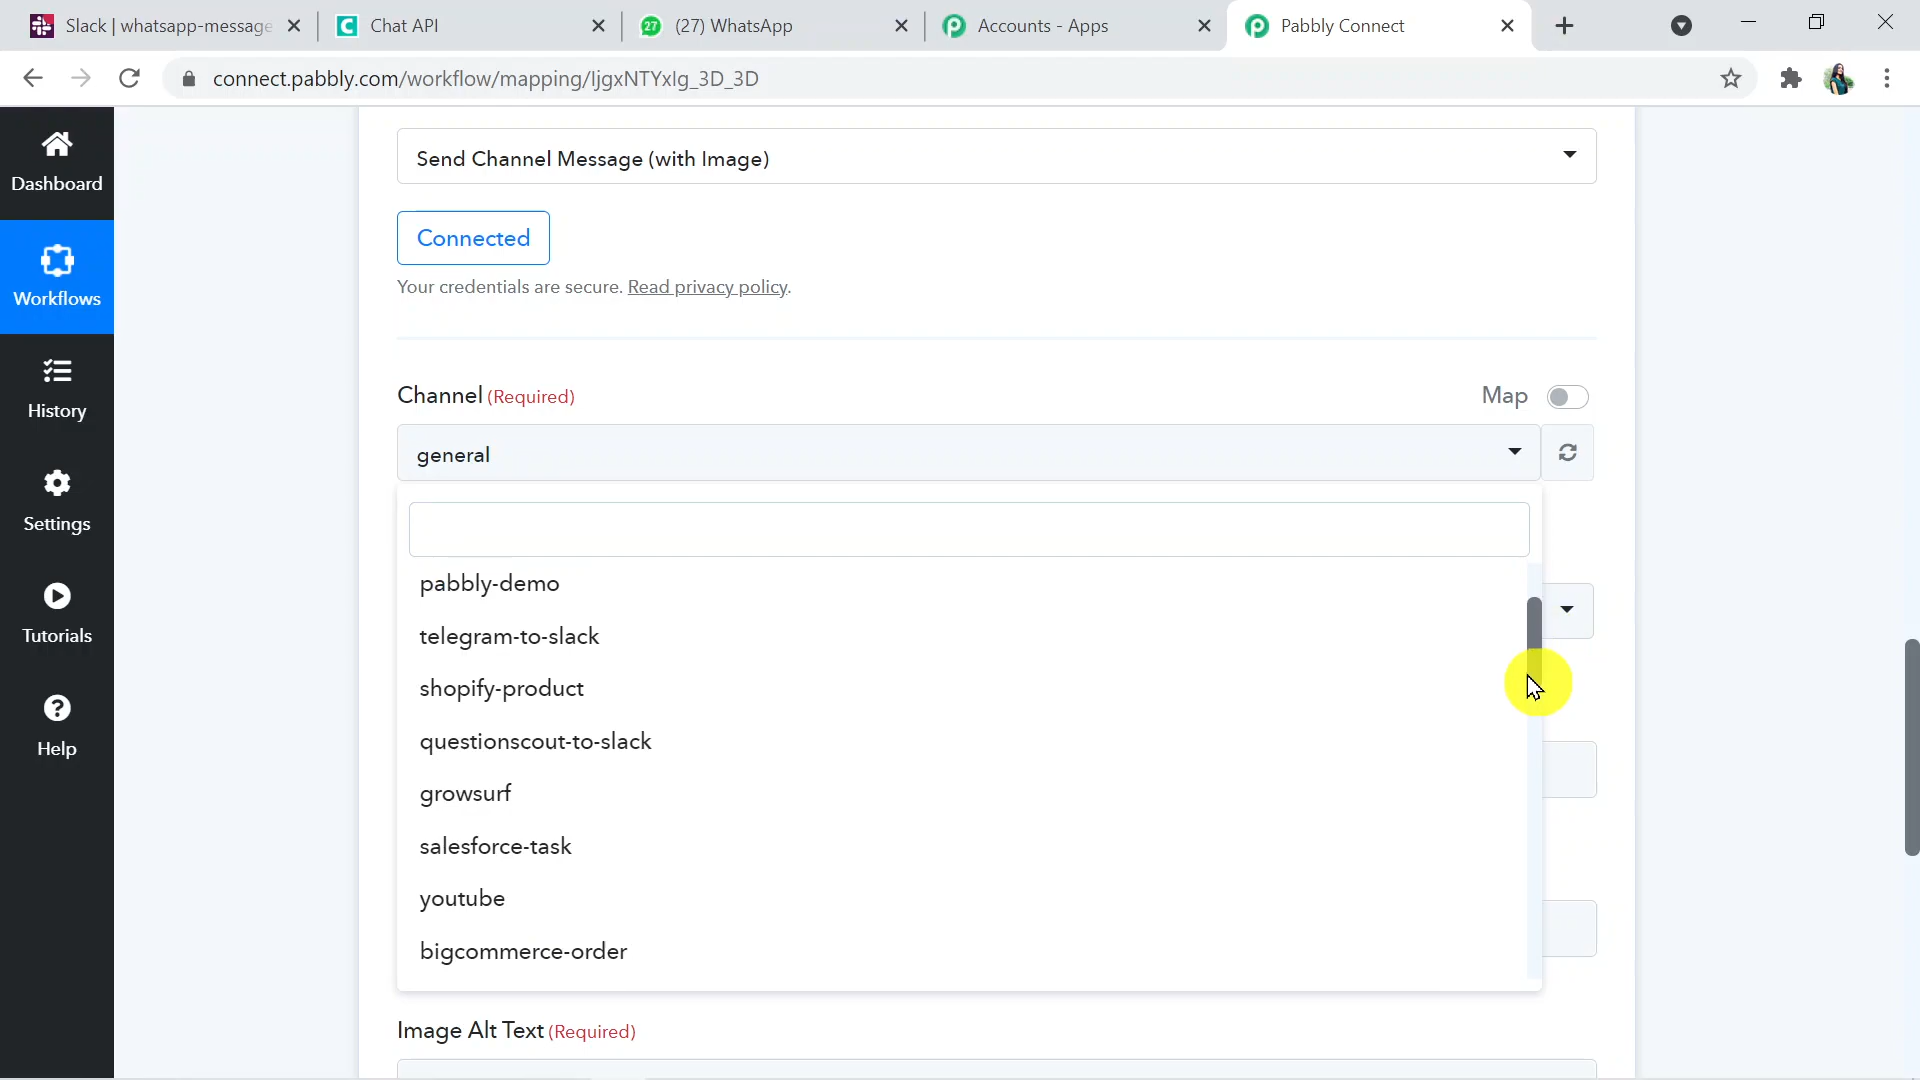 Slack | whatsapp-message
Chat API
27
(27) WhatsApp
Accounts - Apps
Pabbly Connect
connect.pabbly.com/workflow/mapping/IjgxNTYxIg_3D_3D
Dashboard
Workflows
History
Settings
Tutorials
Help
Send Channel Message (with Image)
Connected
Your credentials are secure. Read privacy policy.
Channel (Required)
Map
general
pabbly-demo
telegram-to-slack
shopify-product
questionscout-to-slack
growsurf
salesforce-task
youtube
bigcommerce-order
Image Alt Text (Required)